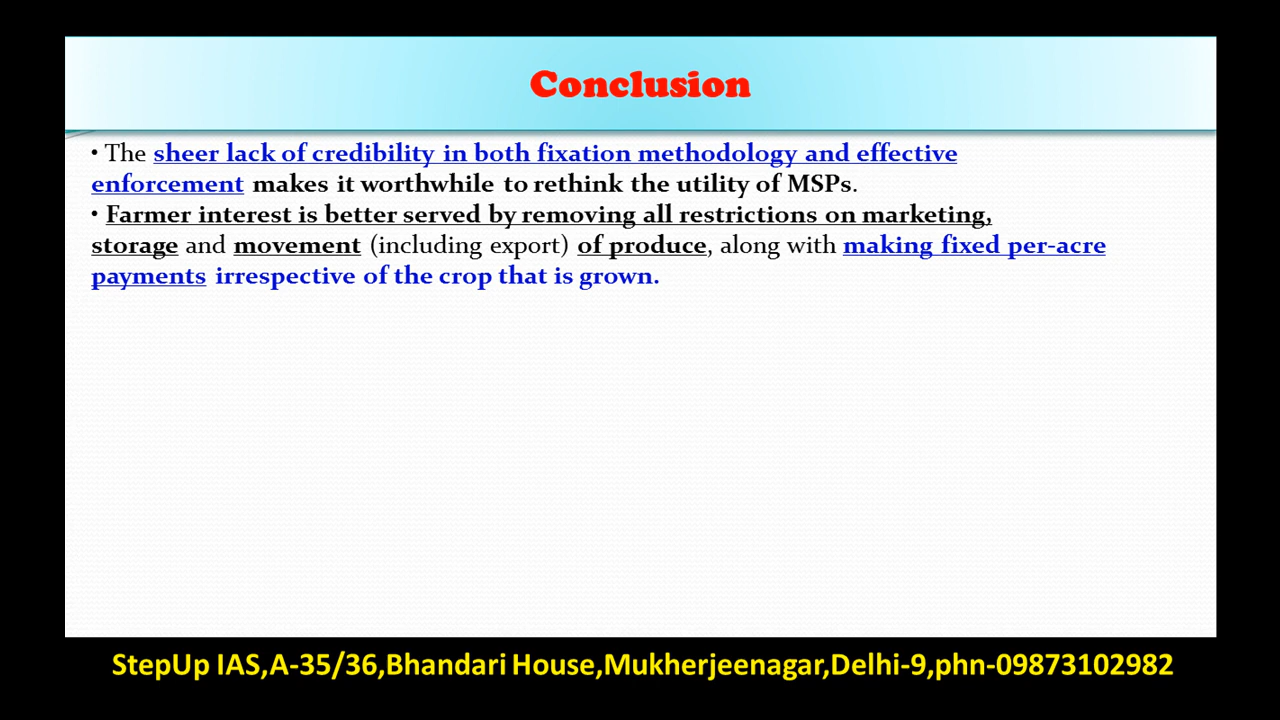 Conclusion
• The sheer lack of credibility in both fixation methodology and effective
enforcement makes it worthwhile to rethink the utility of MSPs.
• Farmer interest is better served by removing all restrictions on marketing,
storage and movement (including export) of produce, along with making fixed per-acre
payments irrespective of the crop that is grown.
StepUp IAS,A-35/36,Bhandari House,Mukherjeenagar,Delhi-9,phn-09873102982